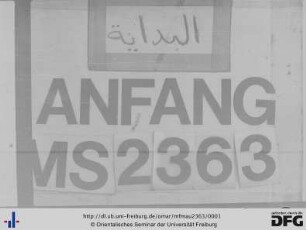 البداية
ANFANG
MS2363
http://dl.ub.uni-freiburg.de/omar/mfmau2363/0001
© Orientalisches Seminar der Universität Freiburg
DFG